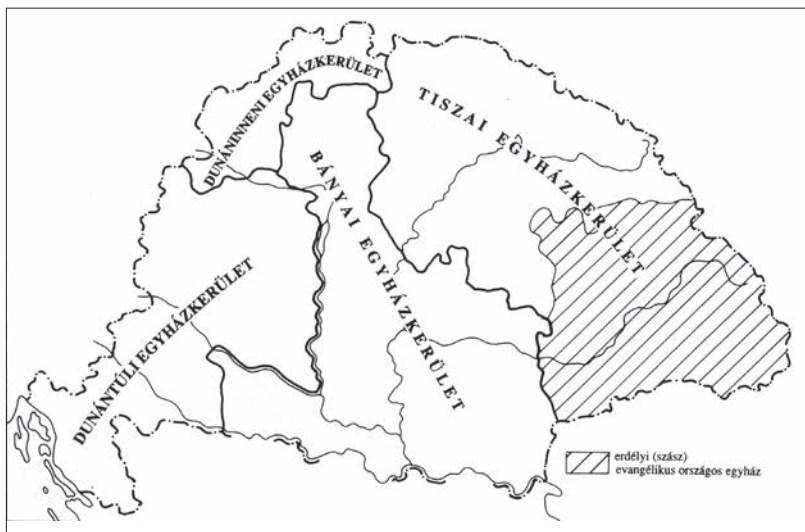 DUNÁNINNENI EGYHÁZKERÜLET
TISZAI EGYHÁZKERÜLET
BÁNYAI EGYHÁZKERÜLET
DUNÁNTÚLI EGYHÁZKERÜLET
erdélyi (szász)
evangélikus országos egyház